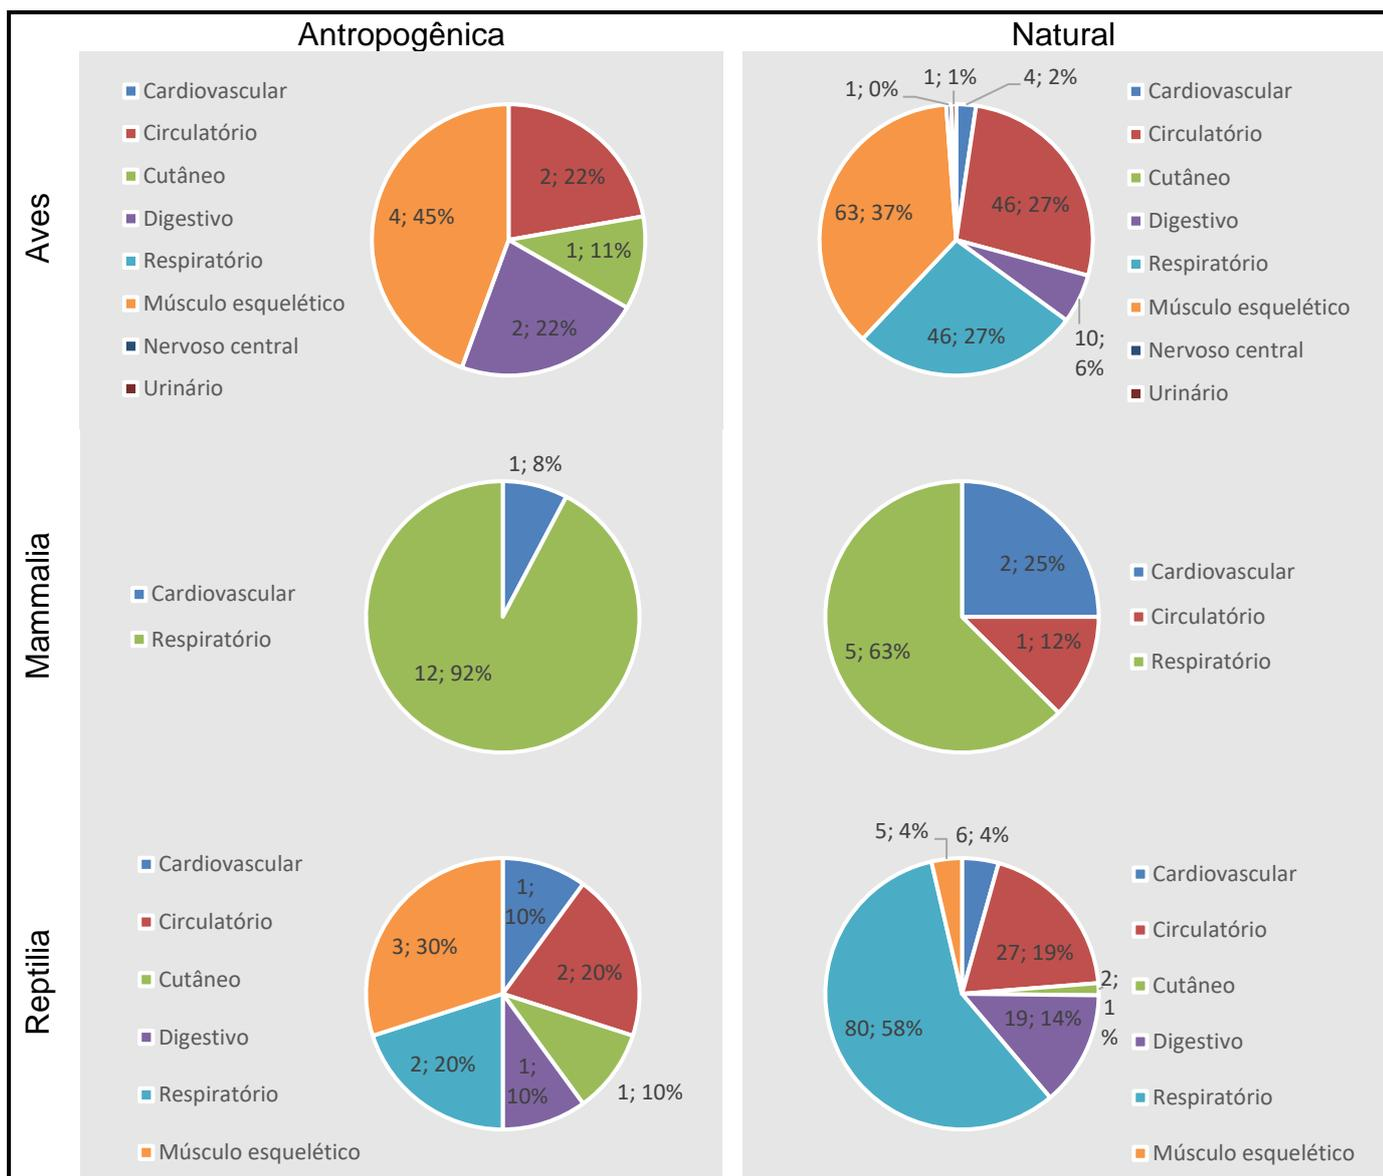 Antropogênica
Natural
Aves
Cardiovascular
Circulatório
Cutâneo
Digestivo
Respiratório
Músculo esquelético
Nervoso central
Urinário
2; 22%
1; 11%
2; 22%
4; 45%
1; 0%
1; 1%
4; 2%
46; 27%
10;
6%
46; 27%
63; 37%
Cardiovascular
Circulatório
Cutâneo
Digestivo
Respiratório
Músculo esquelético
Nervoso central
Urinário
Mammalia
Cardiovascular
Respiratório
1; 8%
12; 92%
2; 25%
1; 12%
5; 63%
Cardiovascular
Circulatório
Respiratório
Reptilia
Cardiovascular
Circulatório
Cutâneo
Digestivo
Respiratório
Músculo esquelético
1;
10%
2; 20%
1; 10%
1;
10%
2; 20%
3; 30%
5; 4%
6; 4%
27; 19%
2;
1
%
19; 14%
80; 58%
Cardiovascular
Circulatório
Cutâneo
Digestivo
Respiratório
Músculo esquelético